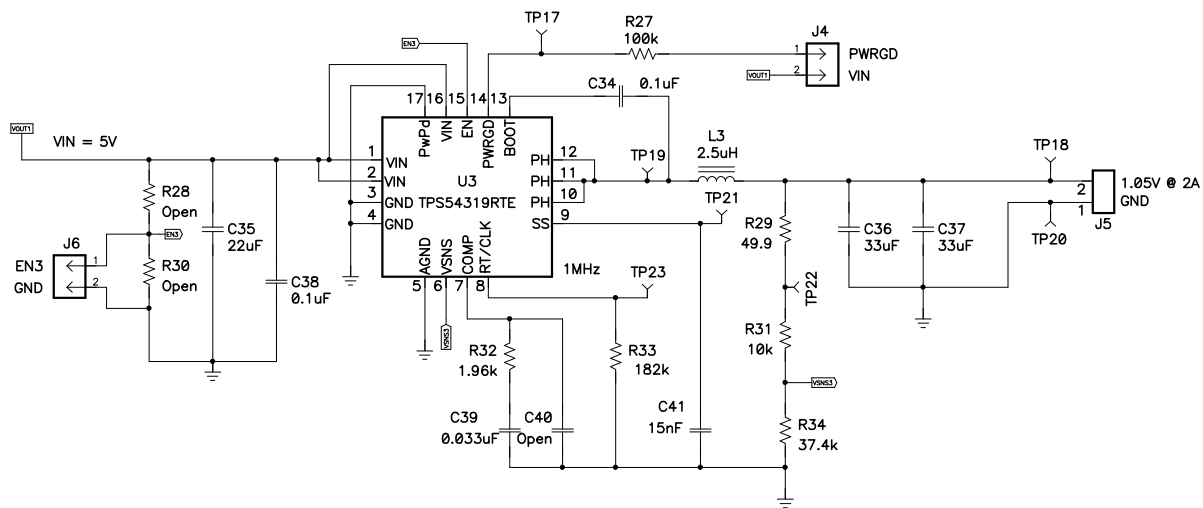 TP17
R27
100k
J4
1
PWRGD
2
VIN
VOUT1
EN3
C34
0.1uF
17
16
15
14
13
PwPd
VIN
EN
PWRGD
BOOT
VOUT1
VIN = 5V
1
VIN
2
VIN
3
GND
4
GND
U3
TPS54319RTE
PH
12
PH
11
PH
10
SS
9
AGND
VSNS
COMP
RT/CLK
5
6
7
8
1MHz
TP19
L3
2.5uH
TP21
TP18
2
1
1.05V @ 2A
GND
J5
TP20
R28
Open
EN3
R30
Open
J6
EN3
1
GND
2
C35
22uF
C38
0.1uF
VSNS3
TP23
R29
49.9
TP22
R31
10k
VSNS3
R34
37.4k
C36
33uF
C37
33uF
R32
1.96k
R33
182k
C39
0.033uF
C40
Open
C41
15nF